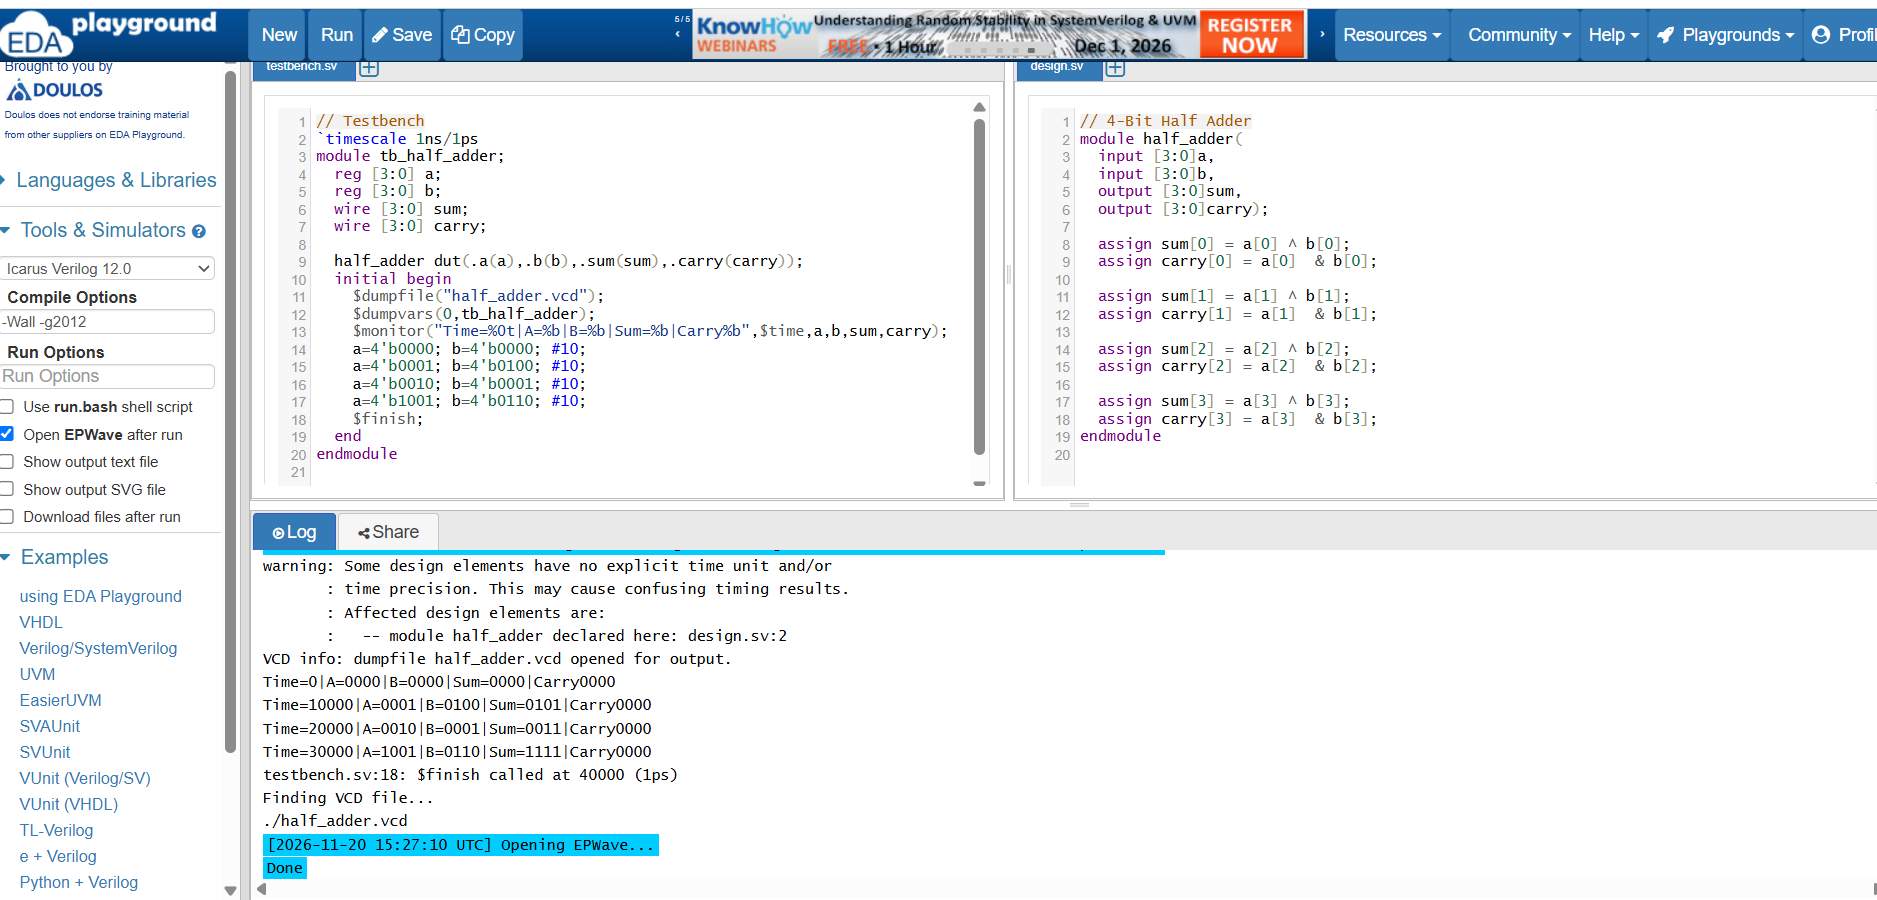 EDA playground
New
Run
Save
Copy
5/5
KnowHow
WEBINARS
Understanding Random Stability in SystemVerilog & UVM
FREE • 1 Hour
Dec 1, 2026
REGISTER
NOW
Resources
Community
Help
Playgrounds
Profil
Brought to you by
DOULOS
Doulos does not endorse training material
from other suppliers on EDA Playground.
Languages & Libraries
Tools & Simulators
Icarus Verilog 12.0
Compile Options
-Wall -g2012
Run Options
Run Options
Use run.bash shell script
Open EPWave after run
Show output text file
Show output SVG file
Download files after run
Examples
using EDA Playground
VHDL
Verilog/SystemVerilog
UVM
EasierUVM
SVAUnit
SVUnit
VUnit (Verilog/SV)
VUnit (VHDL)
TL-Verilog
e + Verilog
Python + Verilog
testbench.sv
1 // Testbench
2 `timescale 1ns/1ps
3 module tb_half_adder;
4 reg [3:0] a;
5 reg [3:0] b;
6 wire [3:0] sum;
7 wire [3:0] carry;
8
9 half_adder dut(.a(a),.b(b),.sum(sum),.carry(carry));
10 initial begin
11 $dumpfile("half_adder.vcd");
12 $dumpvars(0,tb_half_adder);
13 $monitor("Time=%0t|A=%b|B=%b|Sum=%b|Carry%b",$time,a,b,sum,carry);
14 a=4'b0000; b=4'b0000; #10;
15 a=4'b0001; b=4'b0100; #10;
16 a=4'b0010; b=4'b0001; #10;
17 a=4'b1001; b=4'b0110; #10;
18 $finish;
19 end
20 endmodule
21
design.sv
1 // 4-Bit Half Adder
2 module half_adder(
3 input [3:0]a,
4 input [3:0]b,
5 output [3:0]sum,
6 output [3:0]carry);
7
8 assign sum[0] = a[0] ^ b[0];
9 assign carry[0] = a[0] & b[0];
10
11 assign sum[1] = a[1] ^ b[1];
12 assign carry[1] = a[1] & b[1];
13
14 assign sum[2] = a[2] ^ b[2];
15 assign carry[2] = a[2] & b[2];
16
17 assign sum[3] = a[3] ^ b[3];
18 assign carry[3] = a[3] & b[3];
19 endmodule
20
Log
Share
warning: Some design elements have no explicit time unit and/or
: time precision. This may cause confusing timing results.
: Affected design elements are:
: -- module half_adder declared here: design.sv:2
VCD info: dumpfile half_adder.vcd opened for output.
Time=0|A=0000|B=0000|Sum=0000|Carry0000
Time=10000|A=0001|B=0100|Sum=0101|Carry0000
Time=20000|A=0010|B=0001|Sum=0011|Carry0000
Time=30000|A=1001|B=0110|Sum=1111|Carry0000
testbench.sv:18: $finish called at 40000 (1ps)
Finding VCD file...
./half_adder.vcd
[2026-11-20 15:27:10 UTC] Opening EPWave...
Done